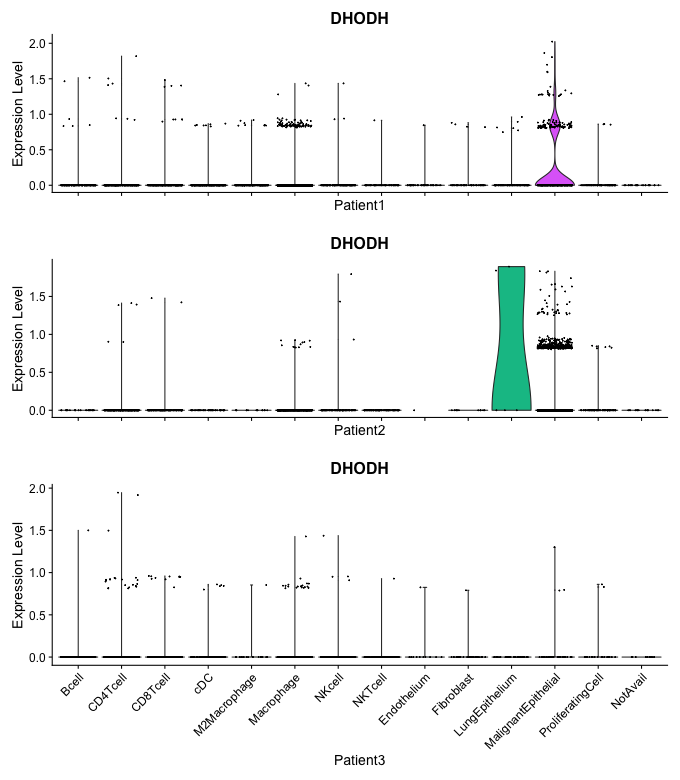 DHODH
Expression Level
2.0
1.5
1.0
0.5
0.0
Patient1
DHODH
Expression Level
1.5
1.0
0.5
0.0
Patient2
DHODH
Expression Level
2.0
1.5
1.0
0.5
0.0
Bcell
CD4Tcell
CD8Tcell
cDC
M2Macrophage
Macrophage
NKcell
NKTcell
Endothelium
Fibroblast
LungEpithelium
MalignantEpithelial
ProliferatingCell
NotAvail
Patient3